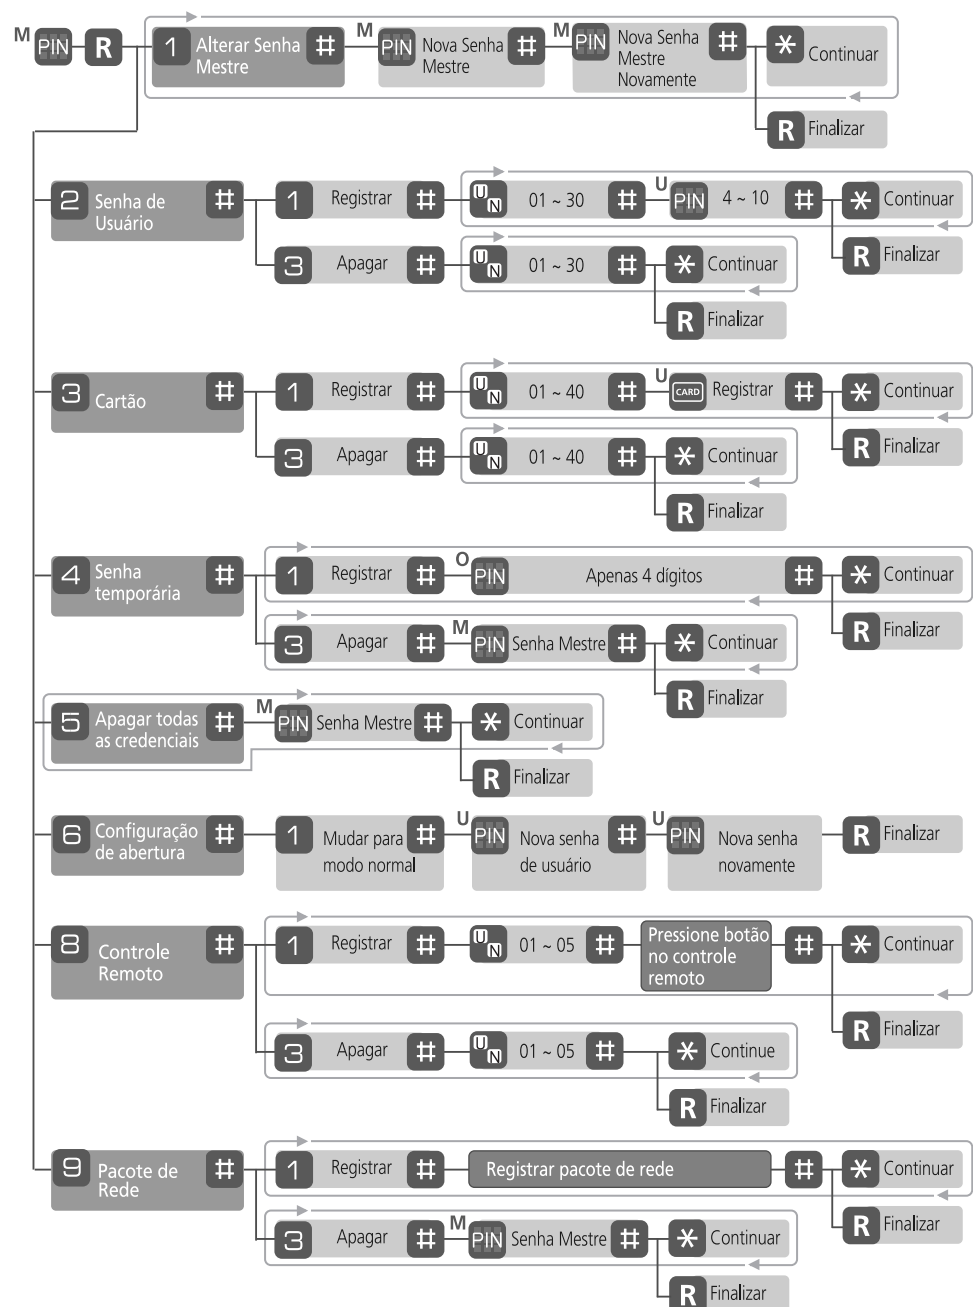 M PIN R 1 Alterar Senha Mestre # M PIN Nova Senha Mestre # M PIN Nova Senha Mestre Novamente # * Continuar
R Finalizar
2 Senha de Usuário # 1 Registrar # UN 01 ~ 30 # U PIN 4 ~ 10 # * Continuar
R Finalizar
3 Apagar # UN 01 ~ 30 # * Continuar
R Finalizar
3 Cartão # 1 Registrar # UN 01 ~ 40 # U CARD Registrar # * Continuar
R Finalizar
3 Apagar # UN 01 ~ 40 # * Continuar
R Finalizar
4 Senha temporária # 1 Registrar # O PIN Apenas 4 dígitos # * Continuar
R Finalizar
3 Apagar # M PIN Senha Mestre # * Continuar
R Finalizar
5 Apagar todas as credenciais # M PIN Senha Mestre # * Continuar
R Finalizar
6 Configuração de abertura # 1 Mudar para modo normal # U PIN Nova senha de usuário # U PIN Nova senha novamente R Finalizar
8 Controle Remoto # 1 Registrar # UN 01 ~ 05 # Pressione botão no controle remoto # * Continuar
R Finalizar
3 Apagar # UN 01 ~ 05 # * Continue
R Finalizar
9 Pacote de Rede # 1 Registrar # Registrar pacote de rede # * Continuar
R Finalizar
3 Apagar # M PIN Senha Mestre # * Continuar
R Finalizar